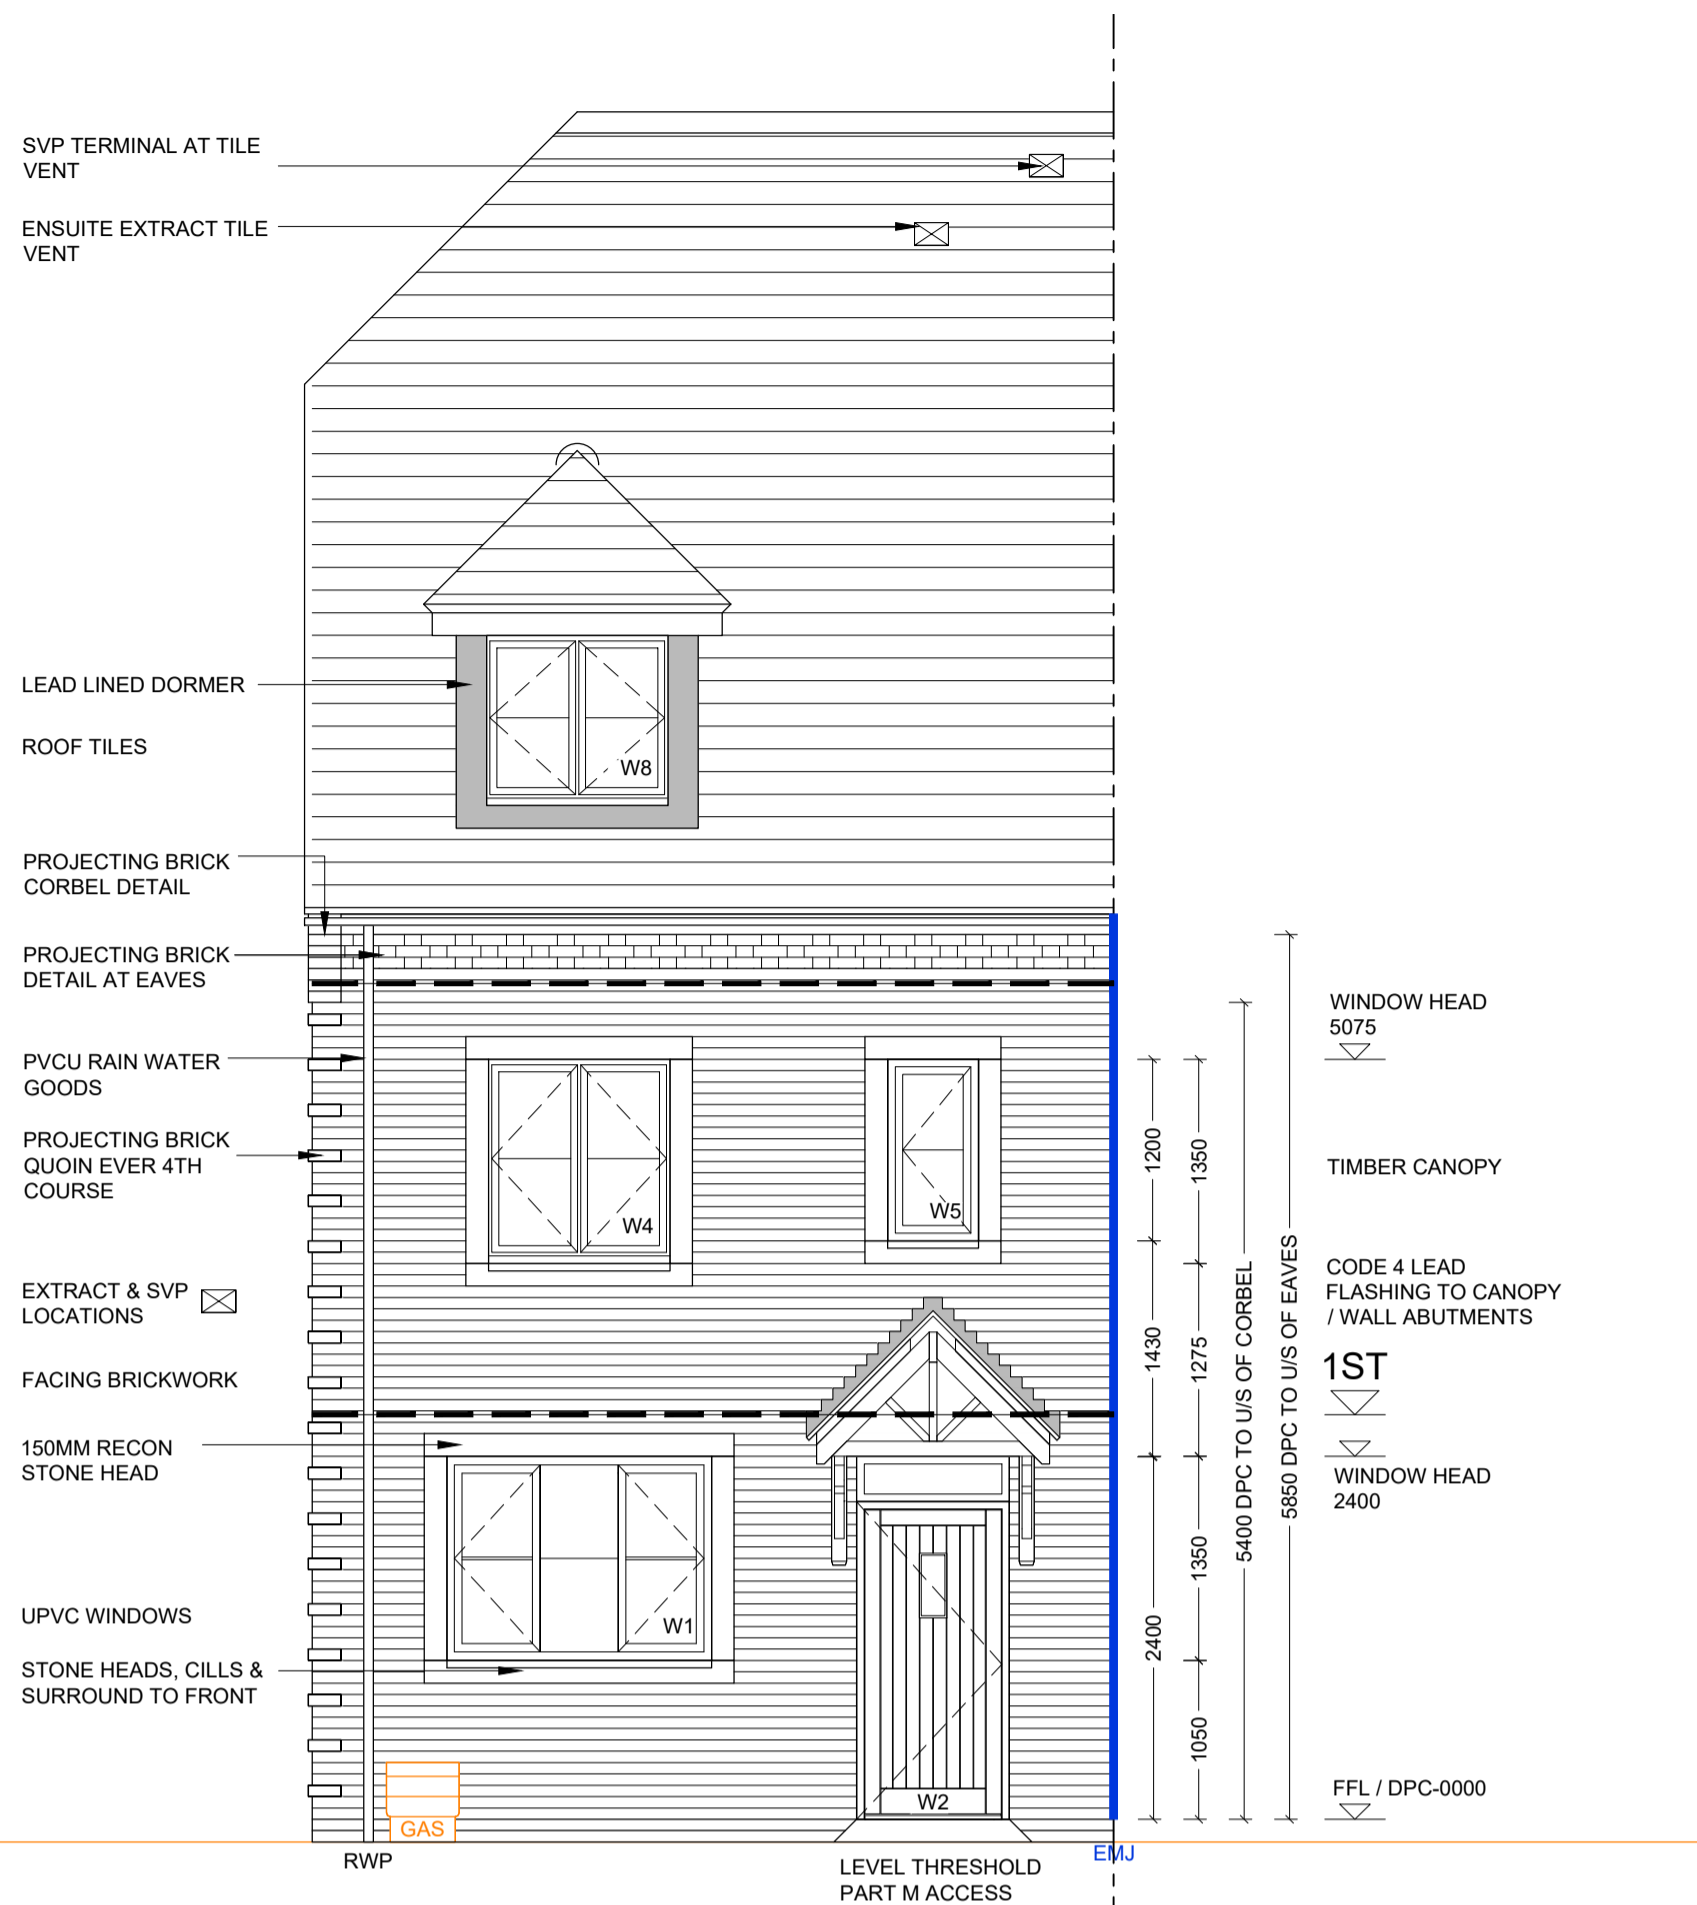 SVP TERMINAL AT TILE
VENT
ENSUITE EXTRACT TILE
VENT
LEAD LINED DORMER
ROOF TILES
W8
PROJECTING BRICK
CORBEL DETAIL
PROJECTING BRICK
DETAIL AT EAVES
PVCU RAIN WATER
GOODS
PROJECTING BRICK
QUOIN EVER 4TH
COURSE
EXTRACT & SVP
LOCATIONS
FACING BRICKWORK
150MM RECON
STONE HEAD
UPVC WINDOWS
STONE HEADS, CILLS &
SURROUND TO FRONT
W4
W5
W1
W2
GAS
RWP
LEVEL THRESHOLD
PART M ACCESS
EMJ
1200
1430
2400
1350
1275
1350
1050
5400 DPC TO U/S OF CORBEL
5850 DPC TO U/S OF EAVES
WINDOW HEAD
5075
TIMBER CANOPY
CODE 4 LEAD
FLASHING TO CANOPY
/ WALL ABUTMENTS
1ST
WINDOW HEAD
2400
FFL / DPC-0000